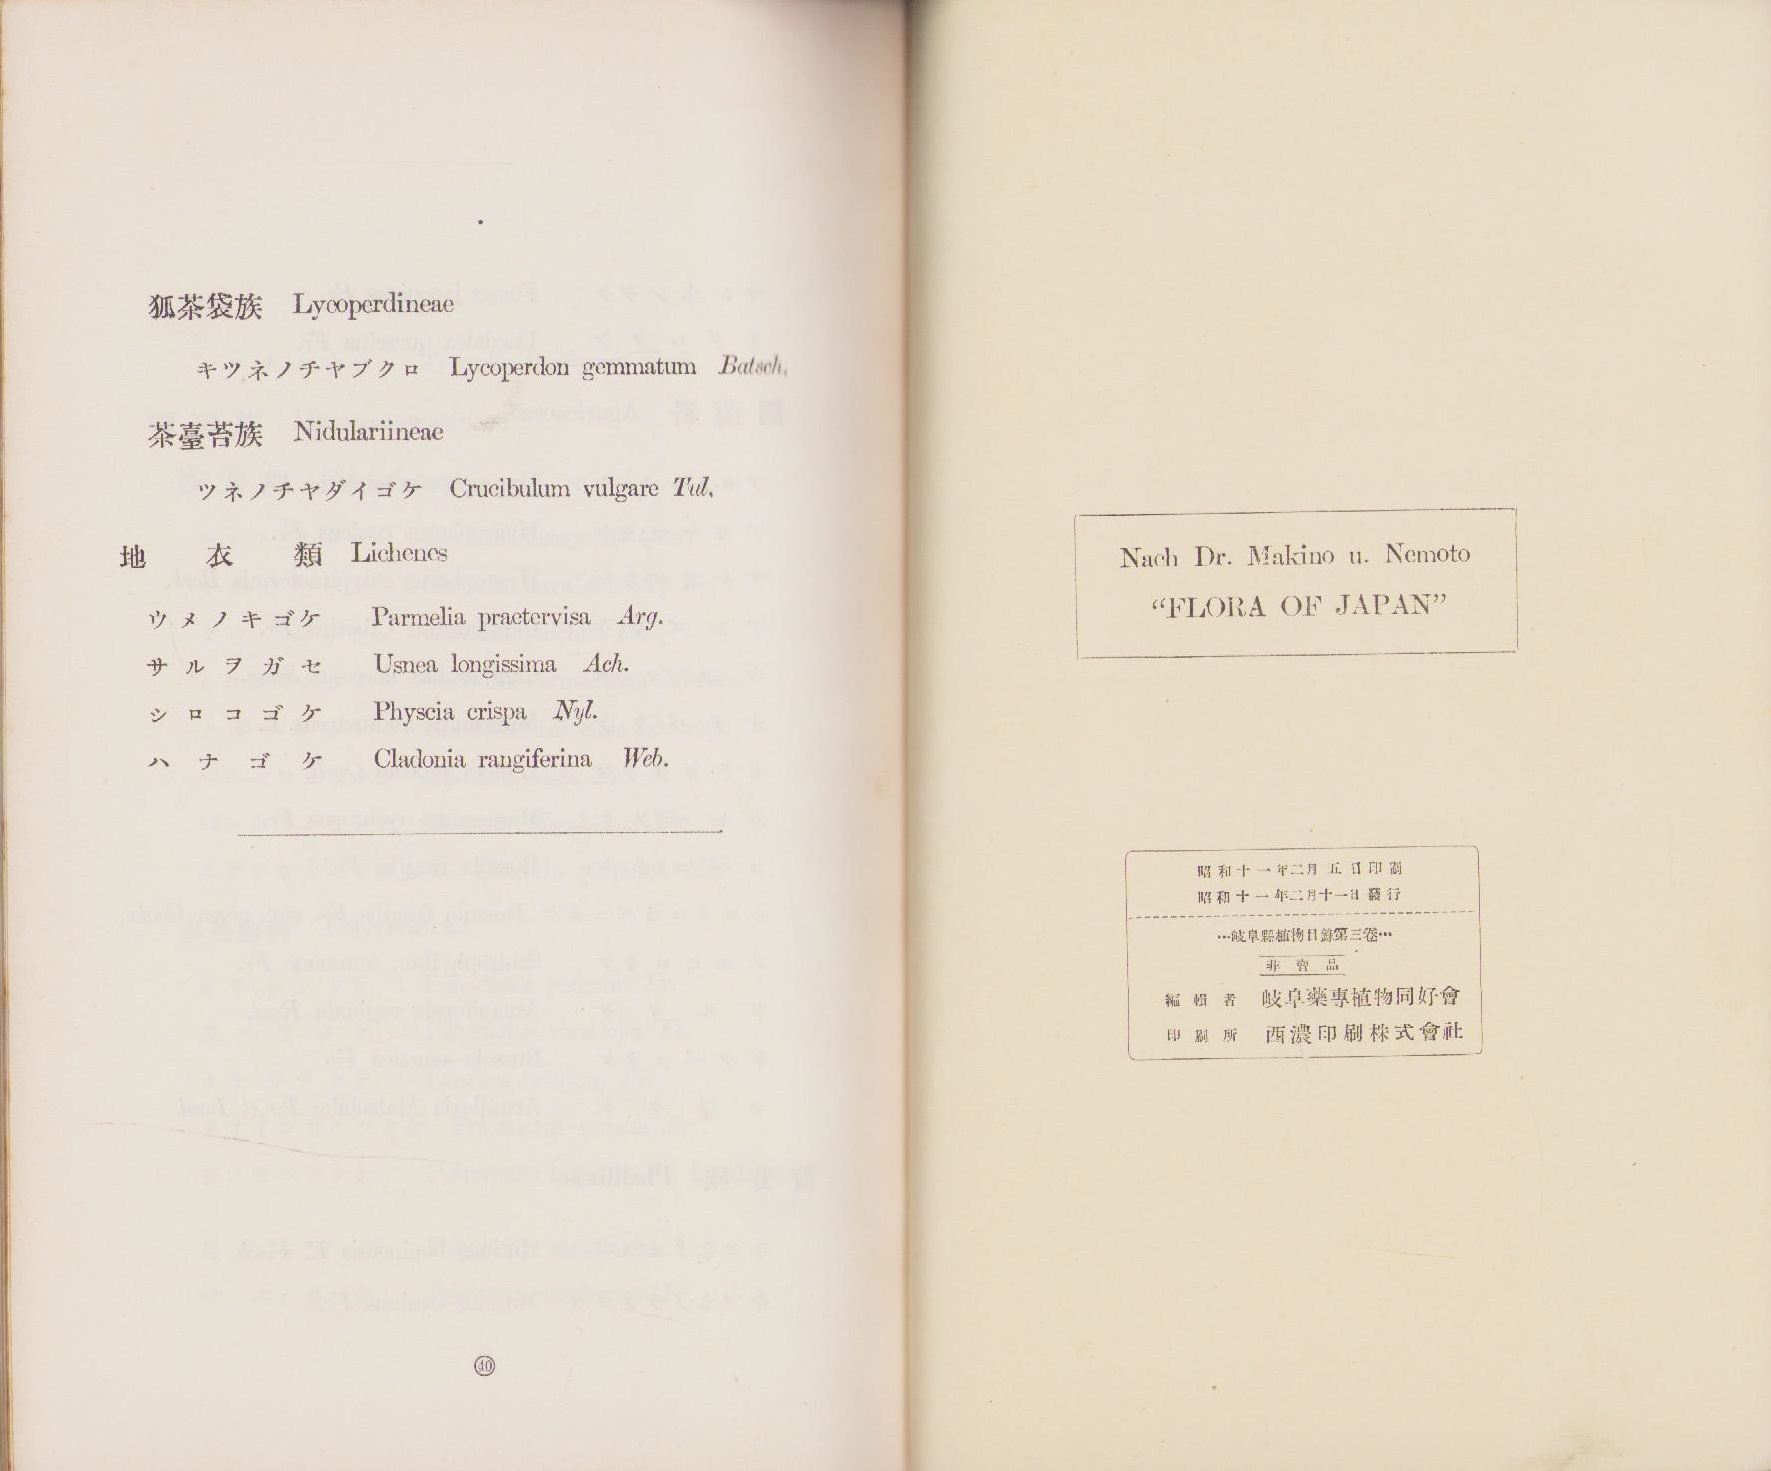 狐茶袋族 Lycoperdineae
キツネノチヤブクロ Lycoperdon gemmatum Batsch.
茶臺苔族 Nidulariineae
ツネノチヤダイゴケ Crucibulum vulgare Tul.
地衣類 Lichenes
ウメノキゴケ Parmelia praetervisa Arg.
サルヲガセ Usnea longissima Ach.
シロコゴケ Physcia crispa Nyl.
ハナゴケ Cladonia rangiferina Web.
40
Nach Dr. Makino u. Nemoto
“FLORA OF JAPAN”
昭和十一年二月五日印刷
昭和十一年二月十一日發行
…岐阜縣植物目錄第三卷…
非賣品
編輯者 岐阜藥專植物同好會
印刷所 西濃印刷株式會社